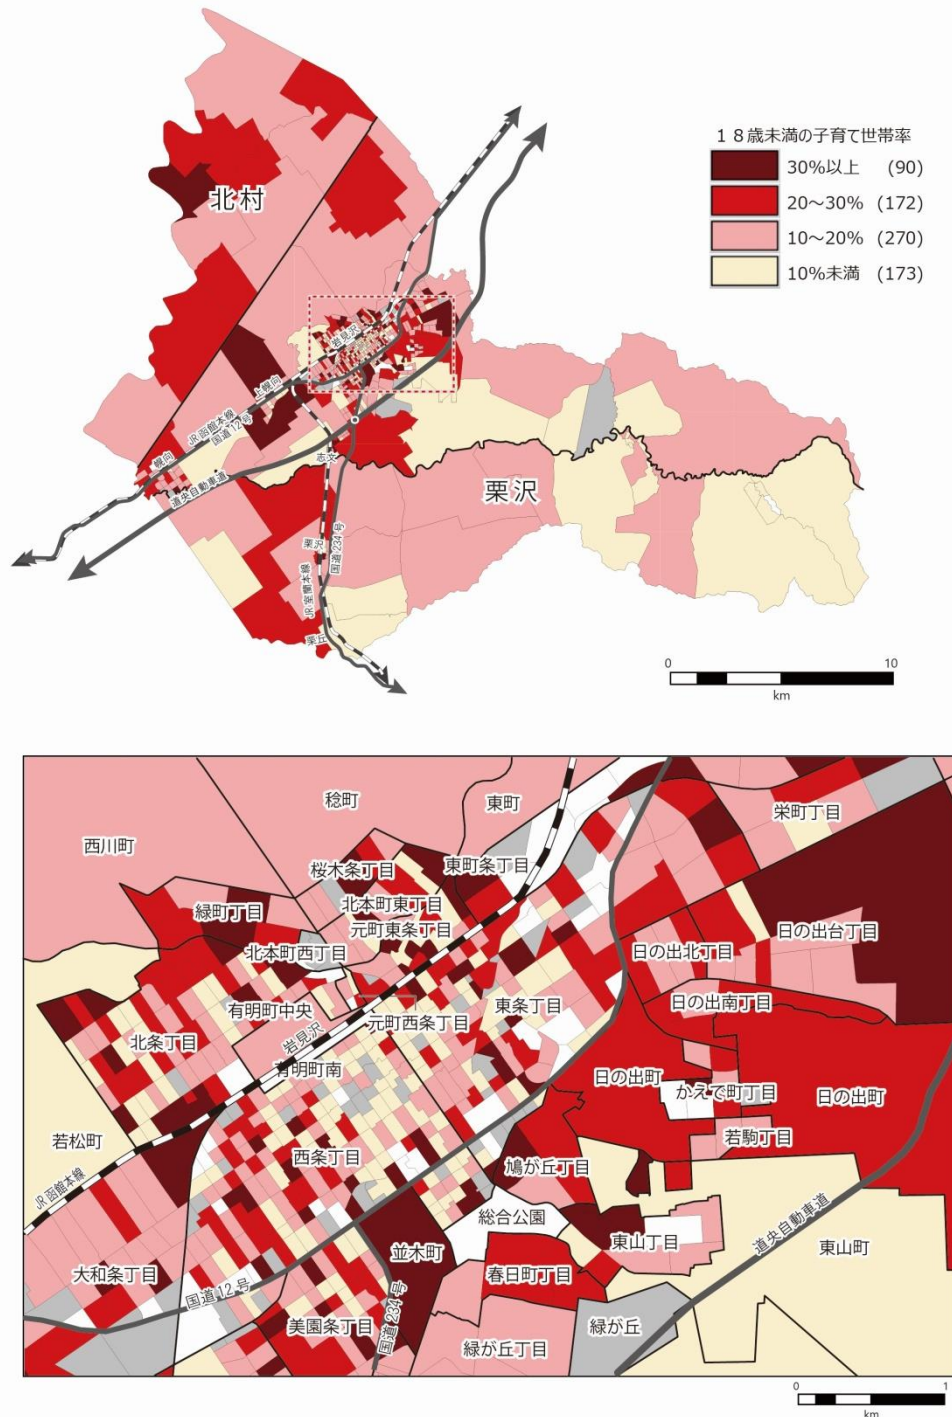 18歳未満の子育て世帯率
30%以上 (90)
20～30% (172)
10～20% (270)
10%未満 (173)
北村
岩見沢
上幌向
JR函館本線
国道12号
幌向
道央自動車道
志文
栗沢
国道234号
JR室蘭本線
栗丘
0 10
km
稔町
東町
西川町
栄町丁目
桜木条丁目
東町条丁目
北本町東丁目
緑町丁目
元町東条丁目
北本町西丁目
日の出北丁目
日の出台丁目
有明町中央
東条丁目
日の出南丁目
元町西条丁目
北条丁目
岩見沢
有明町南
日の出町
かえで町丁目
日の出町
若松町
西条丁目
若駒丁目
鳩が丘丁目
JR函館本線
総合公園
東山丁目
道央自動車道
東山町
並木町
大和条丁目
春日町丁目
国道12号
美園条丁目
国道234号
緑が丘
緑が丘丁目
0 1
km